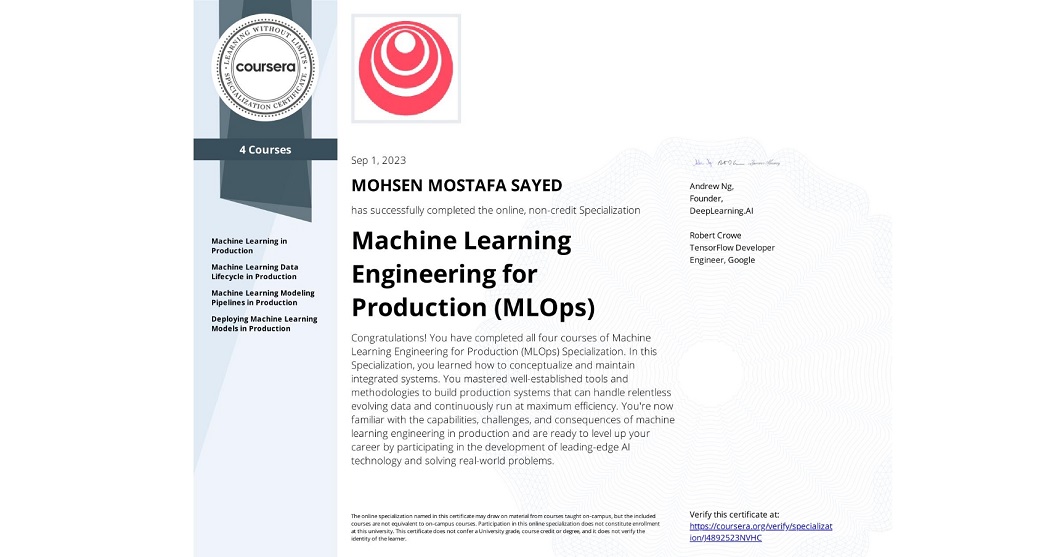 LEARNING WITHOUT LIMITS
coursera
SPECIALIZATION CERTIFICATE
4 Courses
Machine Learning in
Production
Machine Learning Data
Lifecycle in Production
Machine Learning Modeling
Pipelines in Production
Deploying Machine Learning
Models in Production
Sep 1, 2023
MOHSEN MOSTAFA SAYED
has successfully completed the online, non-credit Specialization
Machine Learning
Engineering for
Production (MLOps)
Congratulations! You have completed all four courses of Machine
Learning Engineering for Production (MLOps) Specialization. In this
Specialization, you learned how to conceptualize and maintain
integrated systems. You mastered well-established tools and
methodologies to build production systems that can handle relentless
evolving data and continuously run at maximum efficiency. You're now
familiar with the capabilities, challenges, and consequences of machine
learning engineering in production and are ready to level up your
career by participating in the development of leading-edge AI
technology and solving real-world problems.
The online specialization named in this certificate may draw on material from courses taught on-campus, but the included
courses are not equivalent to on-campus courses. Participation in this online specialization does not constitute enrollment
at this university. This certificate does not confer a University grade, course credit or degree, and it does not verify the
identity of the learner.
Andrew Ng,
Founder,
DeepLearning.AI
Robert Crowe
TensorFlow Developer
Engineer, Google
Verify this certificate at:
https://coursera.org/verify/specializat
ion/J4892523NVHC